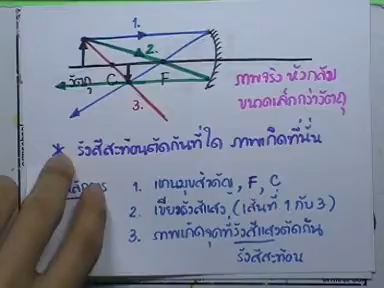 1.
2.
วัตถุ C F
3.
ภาพจริง หัวกลับ
ขนาดเล็กกว่าวัตถุ
* รังสีสะท้อนตัดกันที่ใด ภาพเกิดที่นั่น
1. แกนมุขสำคัญ, F, C
2. เขียนรังสีแสง (เส้นที่ 1 กับ 3)
3. ภาพเกิดจุดที่รังสีแสงตัดกัน
รังสีสะท้อน